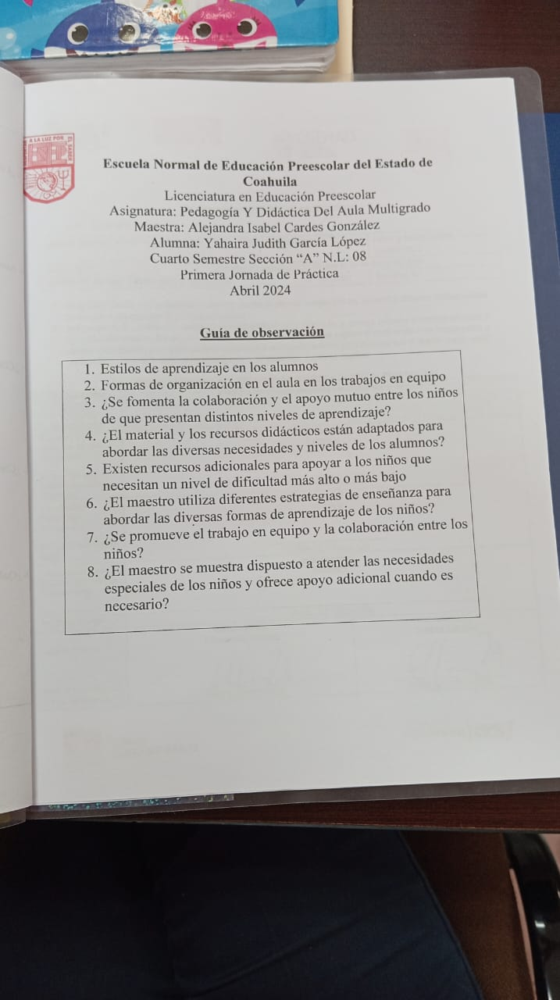 A LA LUZ POR
EL SABER
Escuela Normal de Educación Preescolar del Estado de
Coahuila
Licenciatura en Educación Preescolar
Asignatura: Pedagogía Y Didáctica Del Aula Multigrado
Maestra: Alejandra Isabel Cardes González
Alumna: Yahaira Judith García López
Cuarto Semestre Sección “A” N.L: 08
Primera Jornada de Práctica
Abril 2024
Guía de observación
1. Estilos de aprendizaje en los alumnos
2. Formas de organización en el aula en los trabajos en equipo
3. ¿Se fomenta la colaboración y el apoyo mutuo entre los niños
de que presentan distintos niveles de aprendizaje?
4. ¿El material y los recursos didácticos están adaptados para
abordar las diversas necesidades y niveles de los alumnos?
5. Existen recursos adicionales para apoyar a los niños que
necesitan un nivel de dificultad más alto o más bajo
6. ¿El maestro utiliza diferentes estrategias de enseñanza para
abordar las diversas formas de aprendizaje de los niños?
7. ¿Se promueve el trabajo en equipo y la colaboración entre los
niños?
8. ¿El maestro se muestra dispuesto a atender las necesidades
especiales de los niños y ofrece apoyo adicional cuando es
necesario?